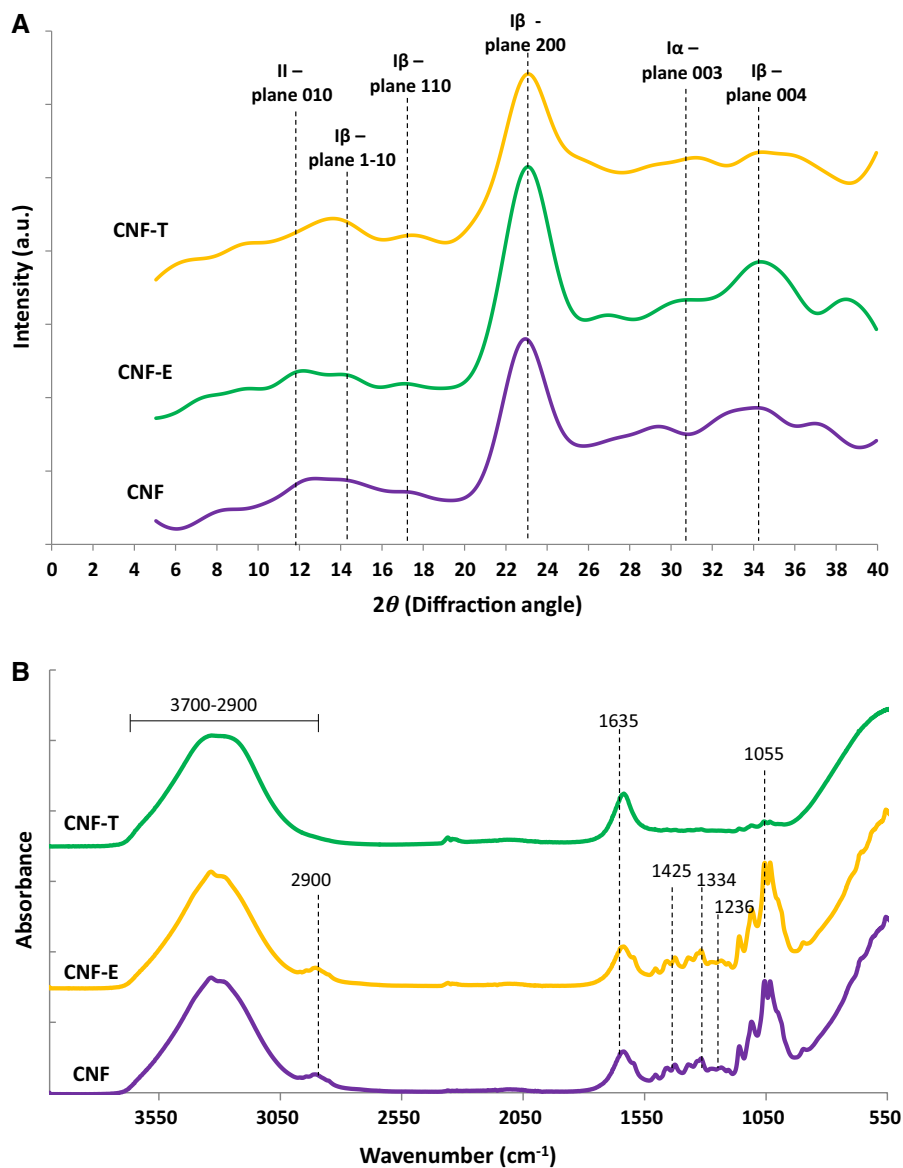 A
Iβ -
plane 200
II –
plane 010
Iβ –
plane 110
Iα –
plane 003
Iβ –
plane 004
Iβ –
plane 1-10
CNF-T
CNF-E
CNF
Intensity (a.u.)
0 2 4 6 8 10 12 14 16 18 20 22 24 26 28 30 32 34 36 38 40
2θ (Diffraction angle)
B
3700-2900
1635
1055
CNF-T
2900
1425
1334
1236
CNF-E
CNF
Absorbance
3550 3050 2550 2050 1550 1050 550
Wavenumber (cm⁻¹)